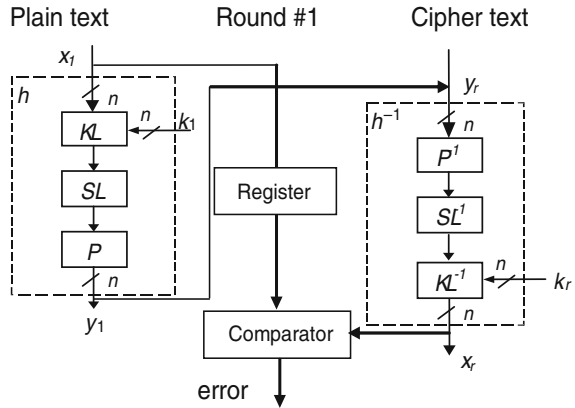 Plain text
Round #1
Cipher text
x1
yr
h
n
KL
n
k1
SL
P
n
y1
Register
Comparator
error
h-1
n
P1
SL1
KL-1
n
kr
n
xr